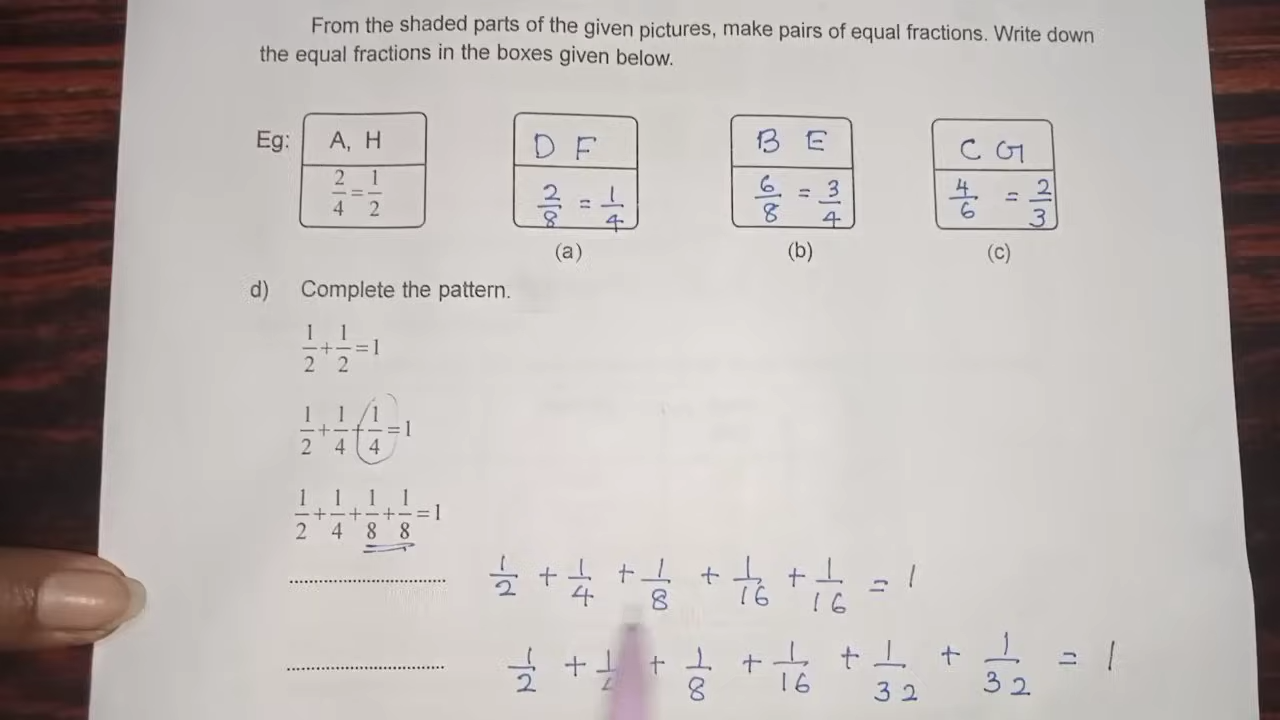 From the shaded parts of the given pictures, make pairs of equal fractions. Write down
the equal fractions in the boxes given below.
Eg: A, H
2/4 = 1/2
D F
2/8 = 1/4
(a)
B E
6/8 = 3/4
(b)
C G
4/6 = 2/3
(c)
d) Complete the pattern.
1/2 + 1/2 = 1
1/2 + 1/4 + 1/4 = 1
1/2 + 1/4 + 1/8 + 1/8 = 1
1/2 + 1/4 + 1/8 + 1/16 + 1/16 = 1
1/2 + 1/4 + 1/8 + 1/16 + 1/32 + 1/32 = 1